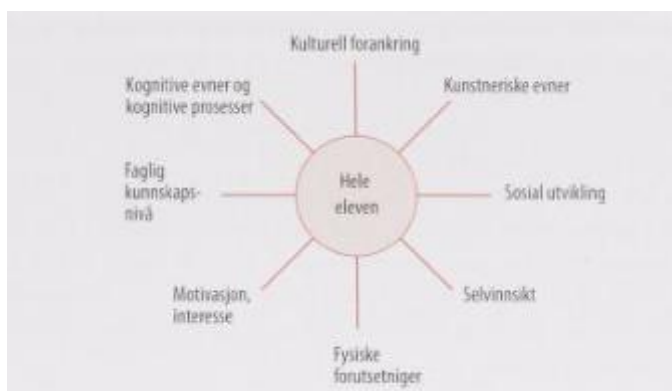 Kulturell forankring
Kognitive evner og
kognitive prosesser
Kunstneriske evner
Faglig
kunnskaps-
nivå
Hele
eleven
Sosial utvikling
Motivasjon,
interesse
Selvinnsikt
Fysiske
forutsetniger